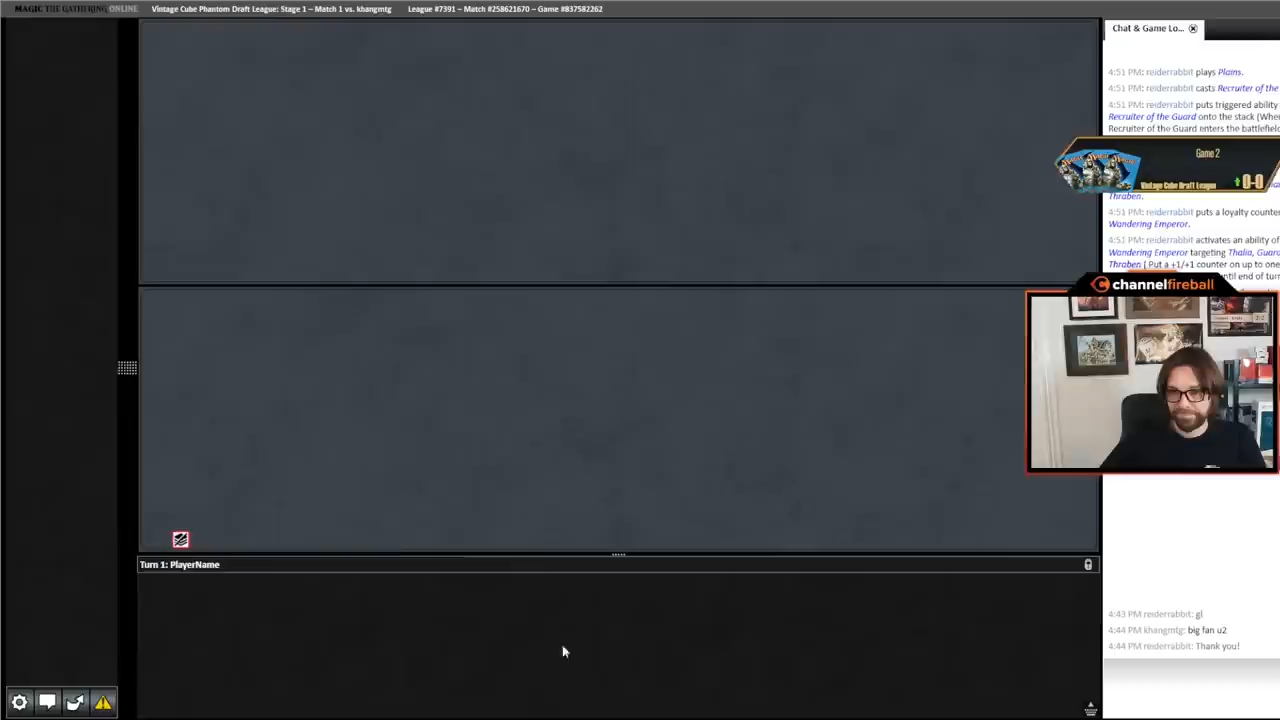 MAGIC THE GATHERING ONLINE
Vintage Cube Phantom Draft League: Stage 1 – Match 1 vs. khangmtg
League #7391 – Match #258621670 – Game #837582262
Chat & Game Lo...
4:51 PM: reiderrabbit plays Plains.
4:51 PM: reiderrabbit casts Recruiter of the
4:51 PM: reiderrabbit puts triggered ability
Recruiter of the Guard onto the stack (When
Recruiter of the Guard enters the battlefield
Game 2
Vintage Cube Draft League
0-0
Thraben.
4:51 PM: reiderrabbit puts a loyalty counter
Wandering Emperor.
4:51 PM: reiderrabbit activates an ability of
Wandering Emperor targeting Thalia, Guard
Thraben (Put a +1/+1 counter on up to one
until end of turn
channelfireball
Turn 1: PlayerName
4:43 PM reiderrabbit: gl
4:44 PM khangmtg: big fan u2
4:44 PM reiderrabbit: Thank you!